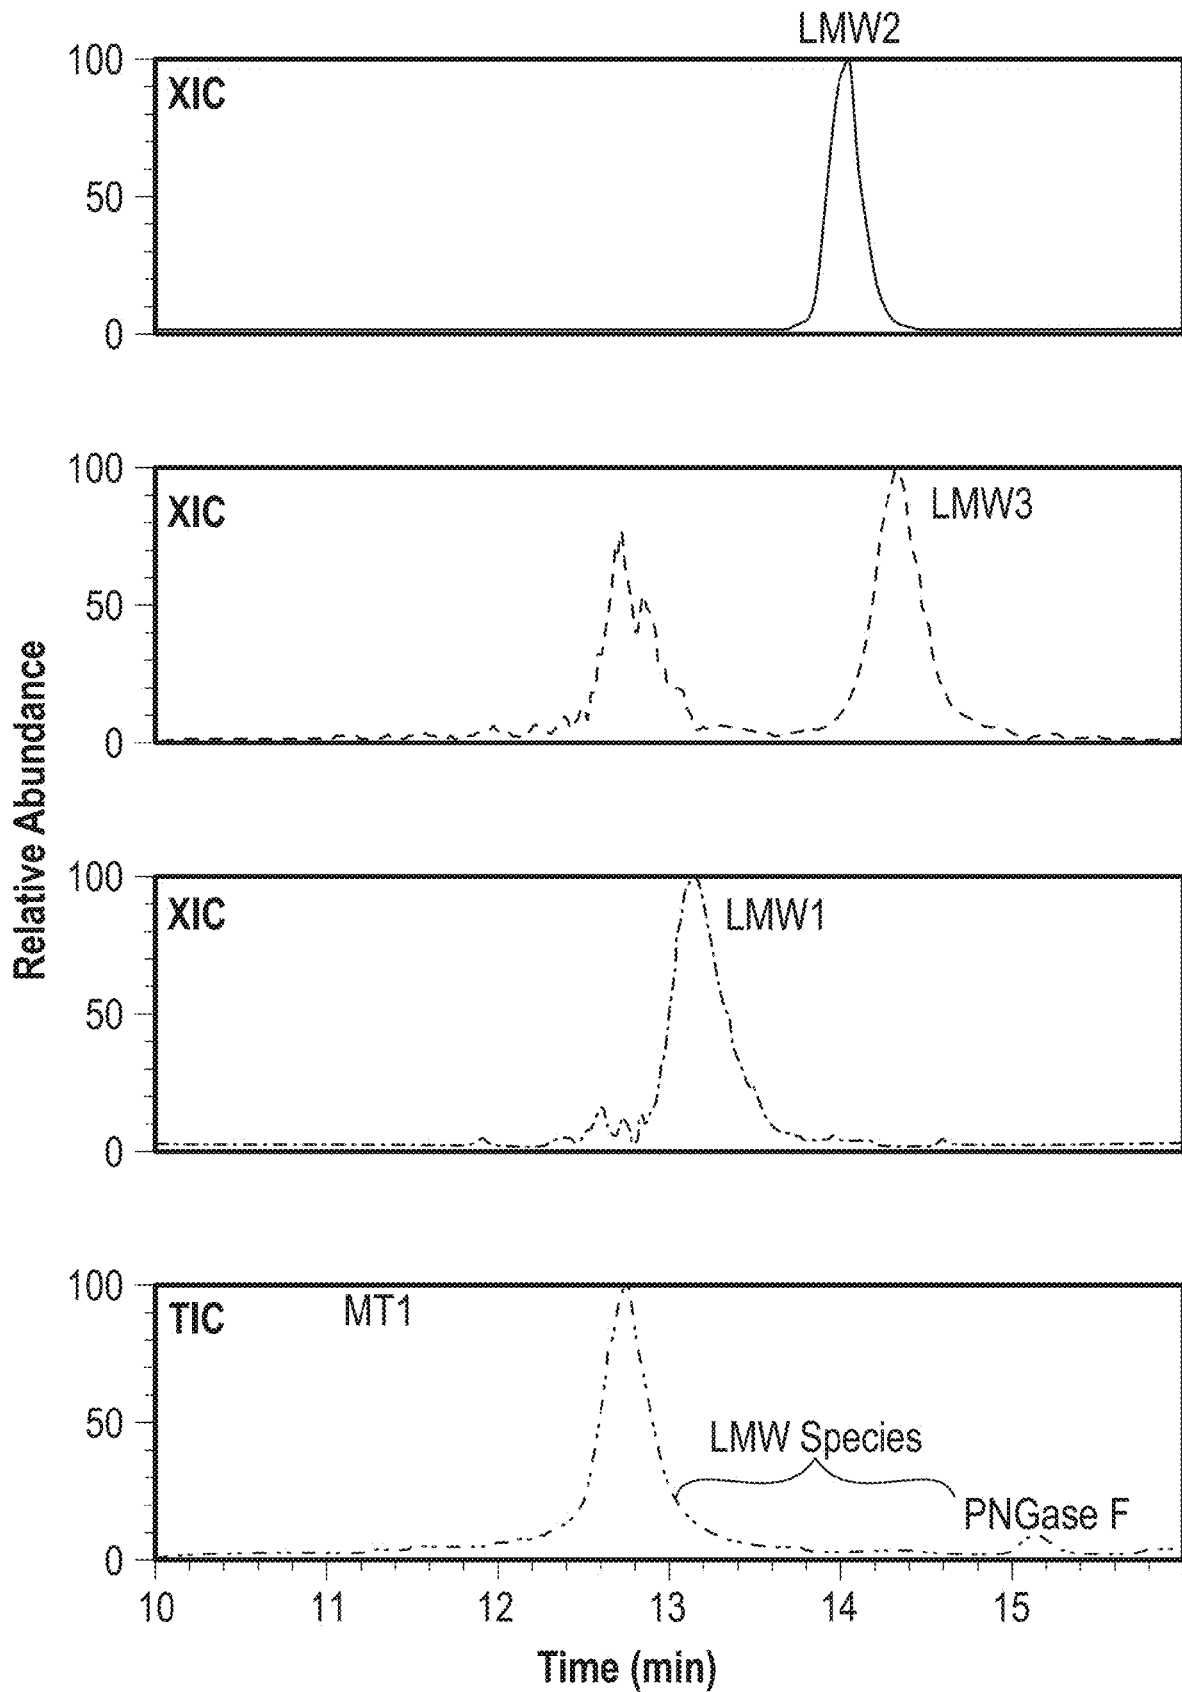 LMW2
100
XIC
50
0
100
XIC
LMW3
50
0
Relative Abundance
100
XIC
LMW1
50
0
100
TIC
MT1
50
LMW Species
PNGase F
0
10 11 12 13 14 15
Time (min)